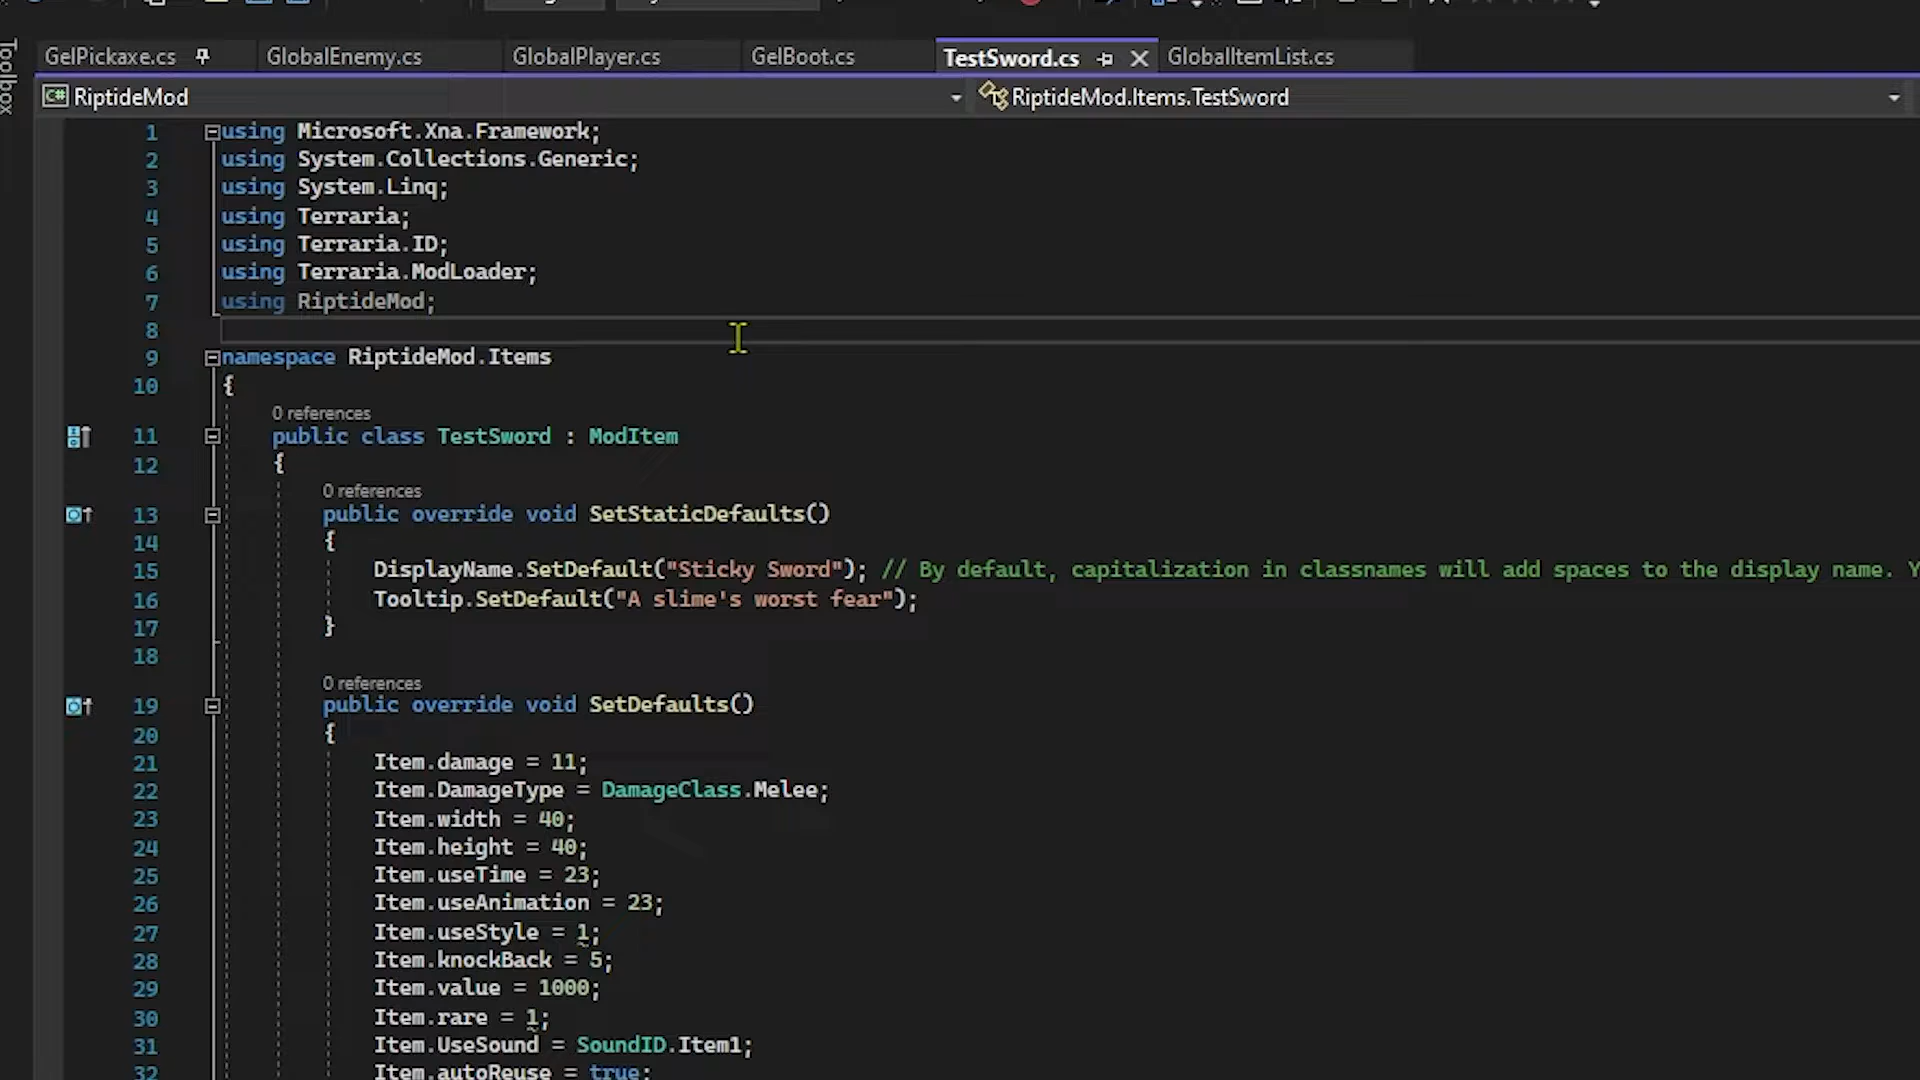 Toolbox
GelPickaxe.cs GlobalEnemy.cs GlobalPlayer.cs GelBoot.cs TestSword.cs GlobalItemList.cs
C# RiptideMod RiptideMod.Items.TestSword
1 using Microsoft.Xna.Framework;
2 using System.Collections.Generic;
3 using System.Linq;
4 using Terraria;
5 using Terraria.ID;
6 using Terraria.ModLoader;
7 using RiptideMod;
8
9 namespace RiptideMod.Items
10 {
0 references
11 public class TestSword : ModItem
12 {
0 references
13 public override void SetStaticDefaults()
14 {
15 DisplayName.SetDefault("Sticky Sword"); // By default, capitalization in classnames will add spaces to the display name. Y
16 Tooltip.SetDefault("A slime's worst fear");
17 }
18
0 references
19 public override void SetDefaults()
20 {
21 Item.damage = 11;
22 Item.DamageType = DamageClass.Melee;
23 Item.width = 40;
24 Item.height = 40;
25 Item.useTime = 23;
26 Item.useAnimation = 23;
27 Item.useStyle = 1;
28 Item.knockBack = 5;
29 Item.value = 1000;
30 Item.rare = 1;
31 Item.UseSound = SoundID.Item1;
32 Item.autoReuse = true;